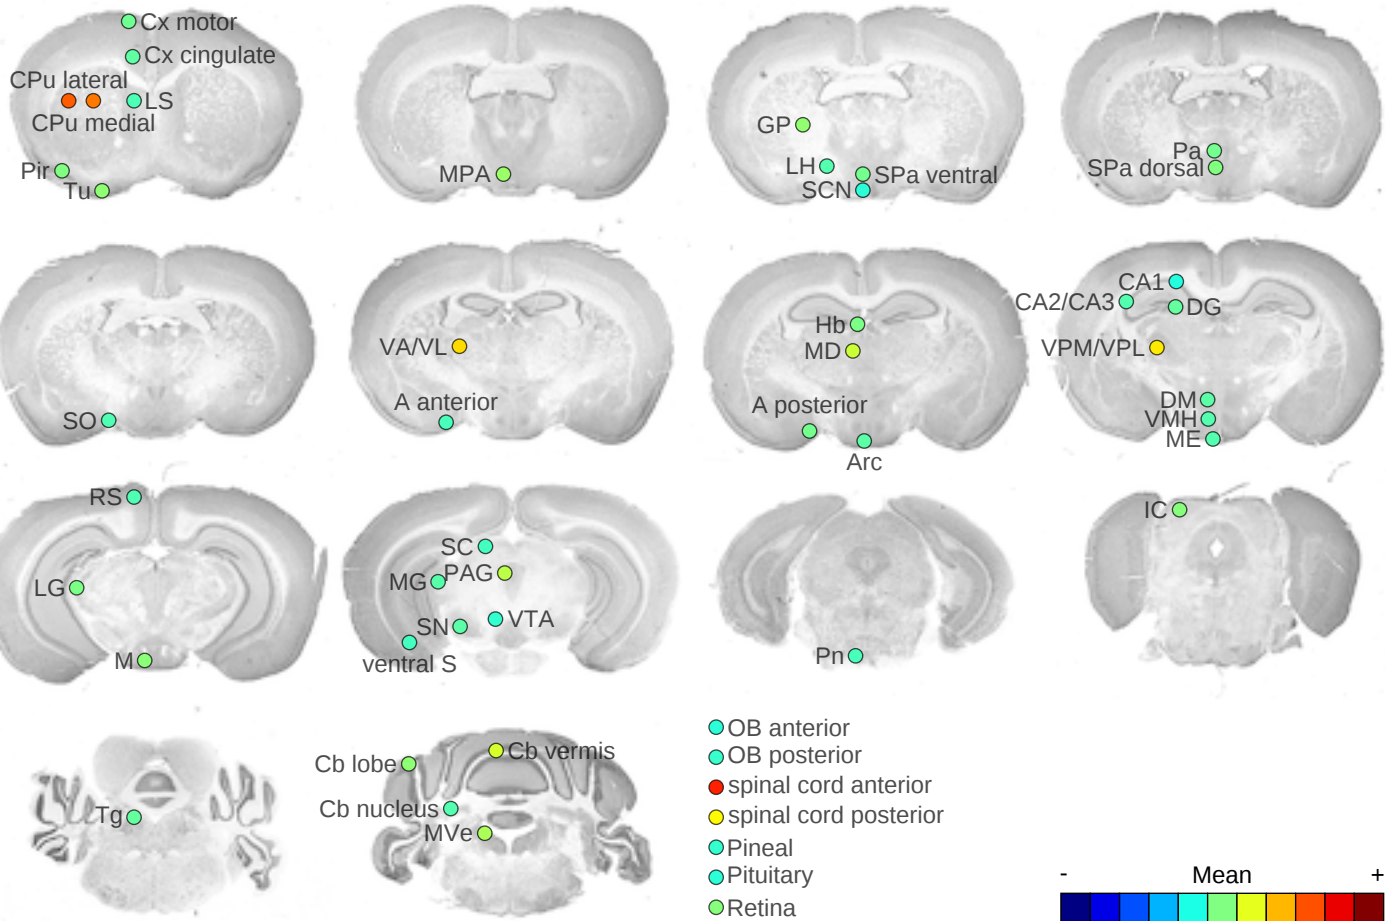 Cx motor
Cx cingulate
CPu lateral
LS
CPu medial
Pir
Tu
MPA
GP
LH
SPa ventral
SCN
Pa
SPa dorsal
SO
VA/VL
A anterior
Hb
MD
A posterior
Arc
CA1
CA2/CA3
DG
VPM/VPL
DM
VMH
ME
RS
LG
M
SC
MG
PAG
SN
VTA
ventral S
Pn
IC
Tg
Cb lobe
Cb vermis
Cb nucleus
MVe
OB anterior
OB posterior
spinal cord anterior
spinal cord posterior
Pineal
Pituitary
Retina
- Mean +